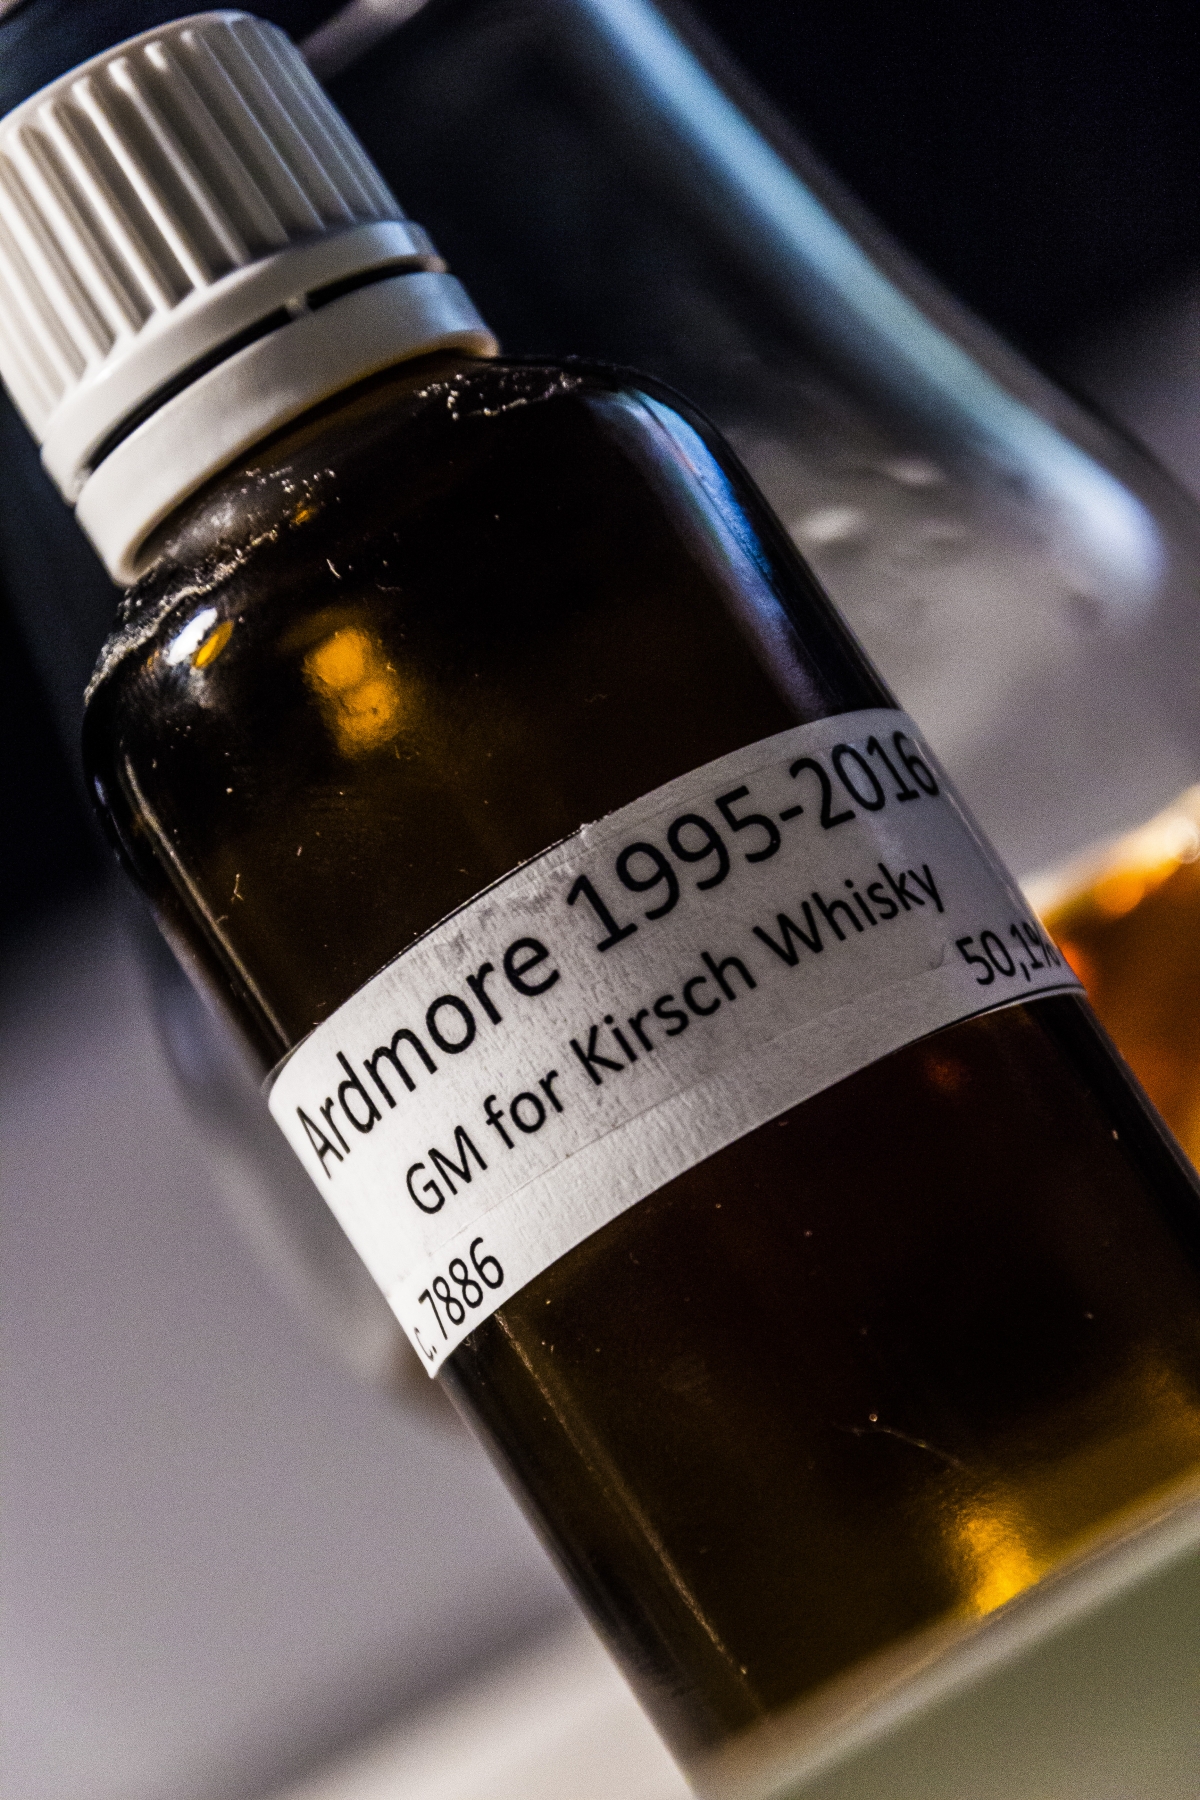 Ardmore 1995-2016
GM for Kirsch Whisky
c. 7886 50,1%